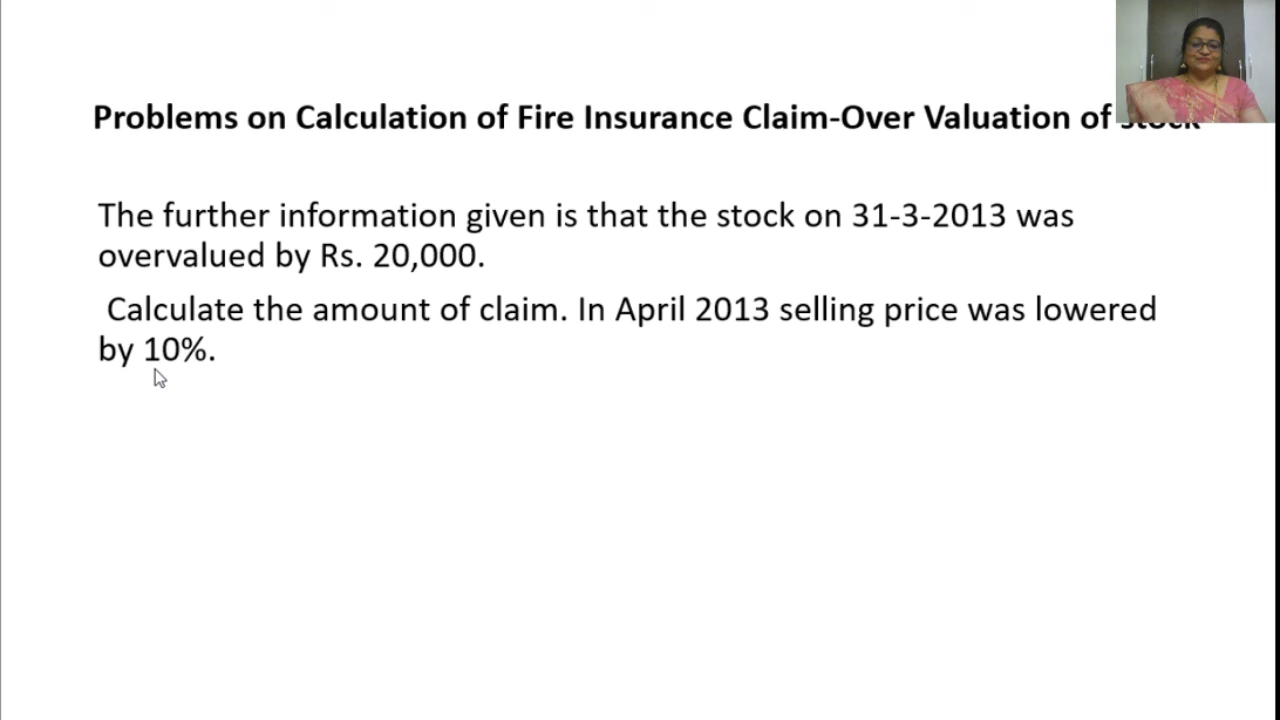 Problems on Calculation of Fire Insurance Claim-Over Valuation of
The further information given is that the stock on 31-3-2013 was
overvalued by Rs. 20,000.
Calculate the amount of claim. In April 2013 selling price was lowered
by 10%.